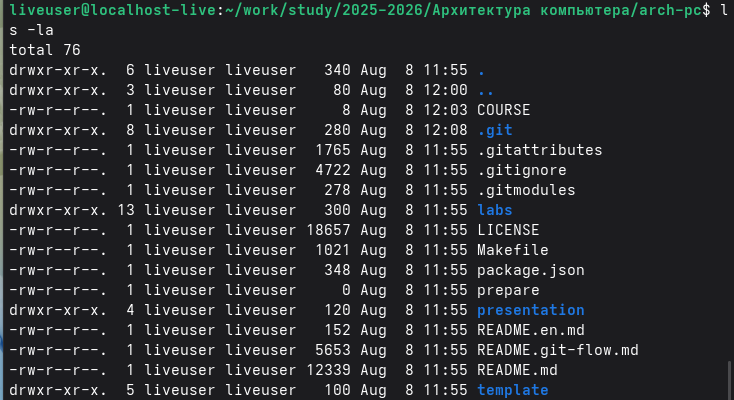 liveuser@localhost-live:~/work/study/2025-2026/Архитектура компьютера/arch-pc$ l
s -la
total 76
drwxr-xr-x.  6 liveuser liveuser   340 Aug  8 11:55 .
drwxr-xr-x.  3 liveuser liveuser    80 Aug  8 12:00 ..
-rw-r--r--.  1 liveuser liveuser     8 Aug  8 12:03 COURSE
drwxr-xr-x.  8 liveuser liveuser   280 Aug  8 12:08 .git
-rw-r--r--.  1 liveuser liveuser  1765 Aug  8 11:55 .gitattributes
-rw-r--r--.  1 liveuser liveuser  4722 Aug  8 11:55 .gitignore
-rw-r--r--.  1 liveuser liveuser   278 Aug  8 11:55 .gitmodules
drwxr-xr-x. 13 liveuser liveuser   300 Aug  8 11:55 labs
-rw-r--r--.  1 liveuser liveuser 18657 Aug  8 11:55 LICENSE
-rw-r--r--.  1 liveuser liveuser  1021 Aug  8 11:55 Makefile
-rw-r--r--.  1 liveuser liveuser   348 Aug  8 11:55 package.json
-rw-r--r--.  1 liveuser liveuser     0 Aug  8 11:55 prepare
drwxr-xr-x.  4 liveuser liveuser   120 Aug  8 11:55 presentation
-rw-r--r--.  1 liveuser liveuser   152 Aug  8 11:55 README.en.md
-rw-r--r--.  1 liveuser liveuser  5653 Aug  8 11:55 README.git-flow.md
-rw-r--r--.  1 liveuser liveuser 12339 Aug  8 11:55 README.md
drwxr-xr-x.  5 liveuser liveuser   100 Aug  8 11:55 template